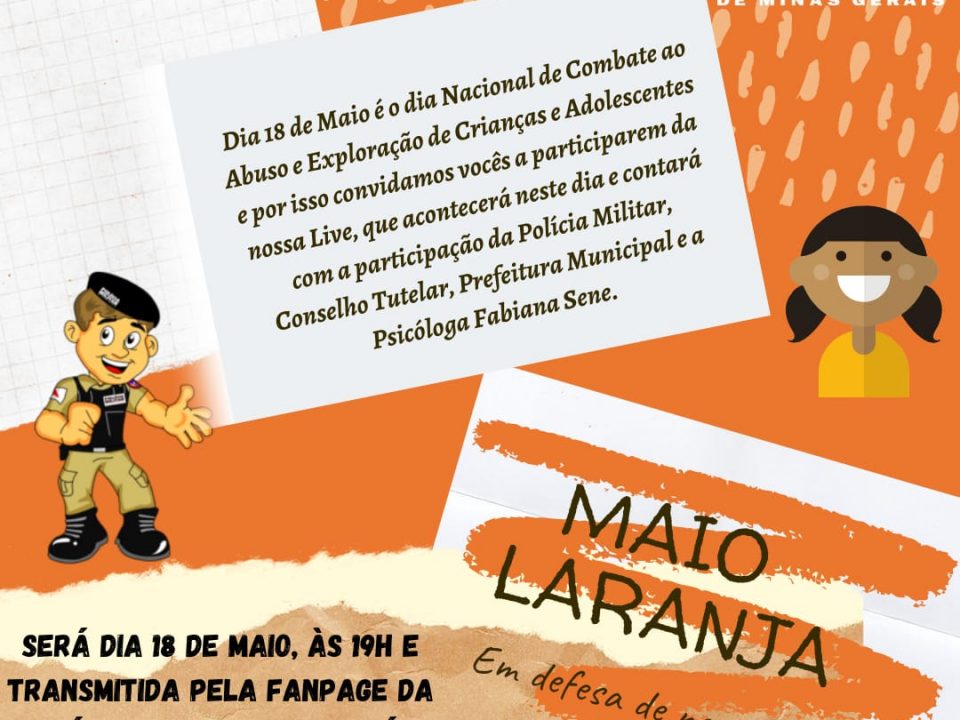 DE MINAS GERAIS
Dia 18 de Maio é o dia Nacional de Combate ao
Abuso e Exploração de Crianças e Adolescentes
e por isso convidamos vocês a participarem da
nossa Live, que acontecerá neste dia e contará
com a participação da Polícia Militar,
Conselho Tutelar, Prefeitura Municipal e a
Psicóloga Fabiana Sene.
MAIO
LARANJA
Em defesa de
SERÁ DIA 18 DE MAIO, ÀS 19H E
TRANSMITIDA PELA FANPAGE DA